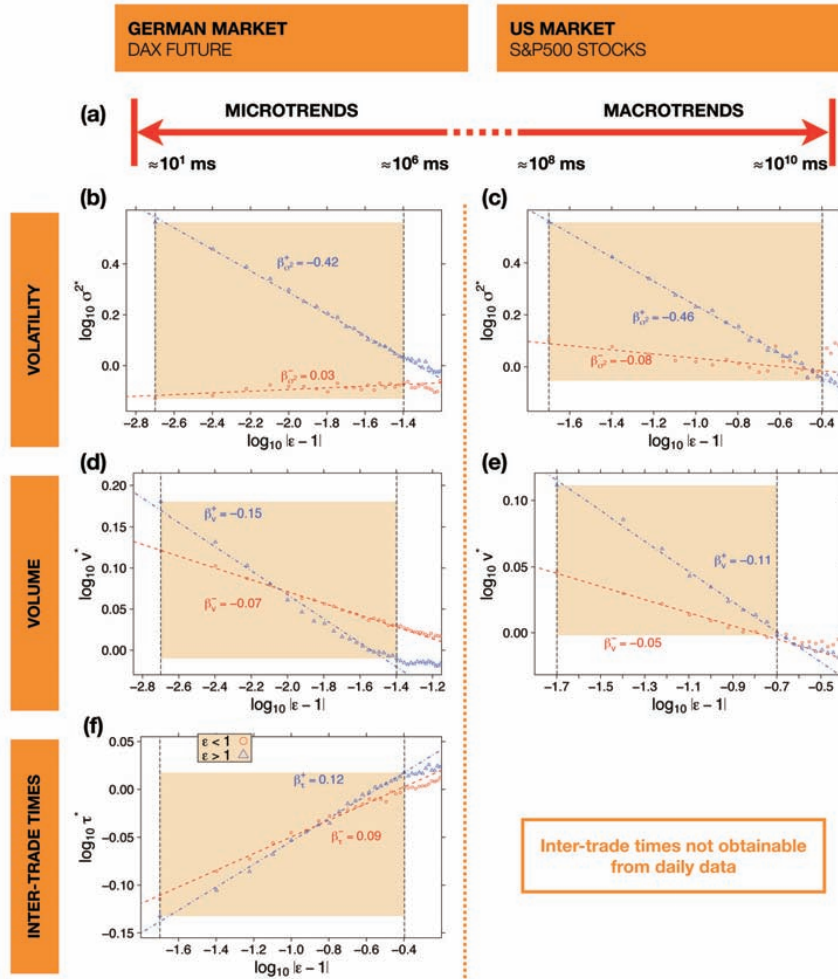 GERMAN MARKET
DAX FUTURE
US MARKET
S&P500 STOCKS
(a)
MICROTRENDS
MACROTRENDS
≈10¹ ms
≈10⁶ ms
≈10⁸ ms
≈10¹⁰ ms
VOLATILITY
(b)
log₁₀ σ²*
0.4
0.2
0.0
β⁺σ² = −0.42
β⁻σ² = 0.03
−2.8 −2.6 −2.4 −2.2 −2.0 −1.8 −1.6 −1.4
log₁₀ |ε − 1|
(c)
log₁₀ σ²*
0.4
0.2
0.0
β⁺σ² = −0.46
β⁻σ² = −0.08
−1.6 −1.4 −1.2 −1.0 −0.8 −0.6 −0.4
log₁₀ |ε − 1|
VOLUME
(d)
log₁₀ v*
0.20
0.15
0.10
0.05
0.00
β⁺v = −0.15
β⁻v = −0.07
−2.8 −2.6 −2.4 −2.2 −2.0 −1.8 −1.6 −1.4 −1.2
log₁₀ |ε − 1|
(e)
log₁₀ v*
0.10
0.05
0.00
β⁺v = −0.11
β⁻v = −0.05
−1.7 −1.5 −1.3 −1.1 −0.9 −0.7 −0.5
log₁₀ |ε − 1|
INTER-TRADE TIMES
(f)
log₁₀ τ*
0.05
0.00
−0.05
−0.10
−0.15
ε < 1
ε > 1
β⁺τ = 0.12
β⁻τ = 0.09
−1.6 −1.4 −1.2 −1.0 −0.8 −0.6 −0.4
log₁₀ |ε − 1|
Inter-trade times not obtainable
from daily data